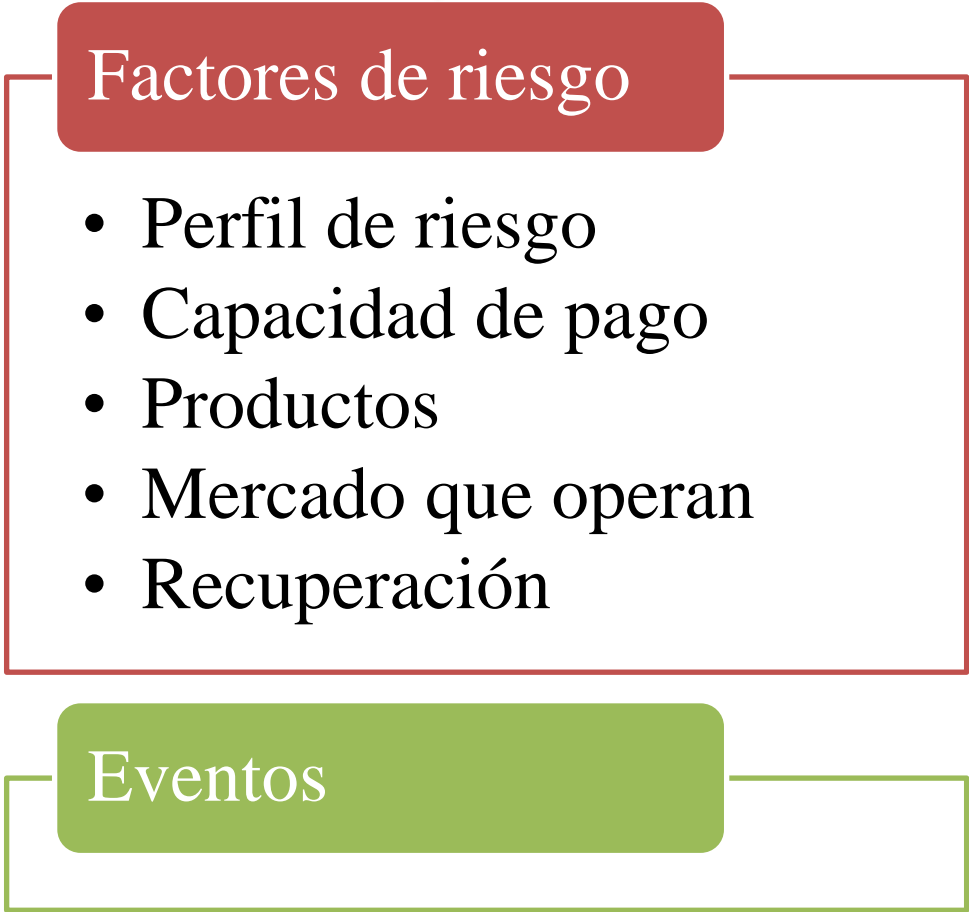 Factores de riesgo
• Perfil de riesgo
• Capacidad de pago
• Productos
• Mercado que operan
• Recuperación
Eventos